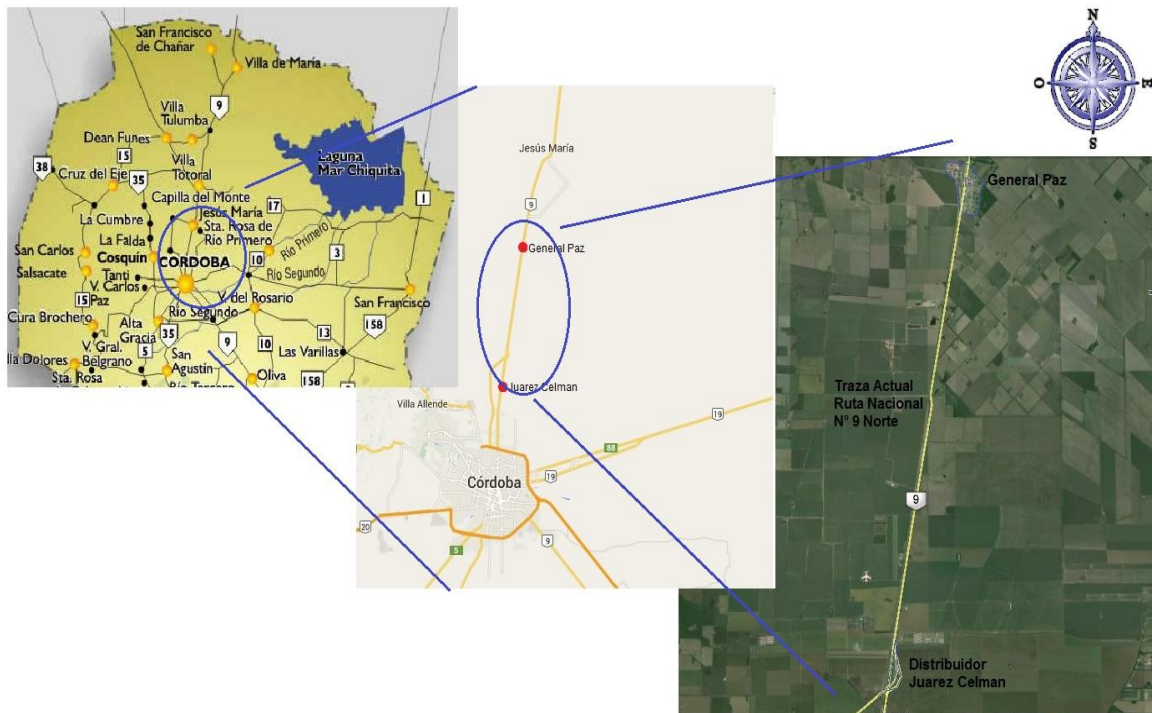 San Francisco
de Chañar
Villa de María
9
Villa
Tulumba
Dean Funes
15
38
Cruz del Eje
35
Villa
Totoral
Laguna
Mar Chiquita
1
Capilla del Monte
17
La Cumbre
Jesús María
Sta. Rosa de
Río Primero
Río Primero
La Falda
San Carlos
Cosquín
CÓRDOBA
10
3
Salsacate
Tanti
Río Segundo
V. Carlos
15
Paz
V. del Rosario
San Francisco
Cura Brochero
Río Segundo
Alta
Gracia
35
9
13
158
V. Gral.
Belgrano
5
10
Las Varillas
lla Dolores
San
Agustín
Sta. Rosa
Oliva
158
Jesús María
9
General Paz
Juarez Celman
Villa Allende
19
88
19
Córdoba
20
9
5
N
O
E
S
General Paz
Traza Actual
Ruta Nacional
N° 9 Norte
9
Distribuidor
Juarez Celman